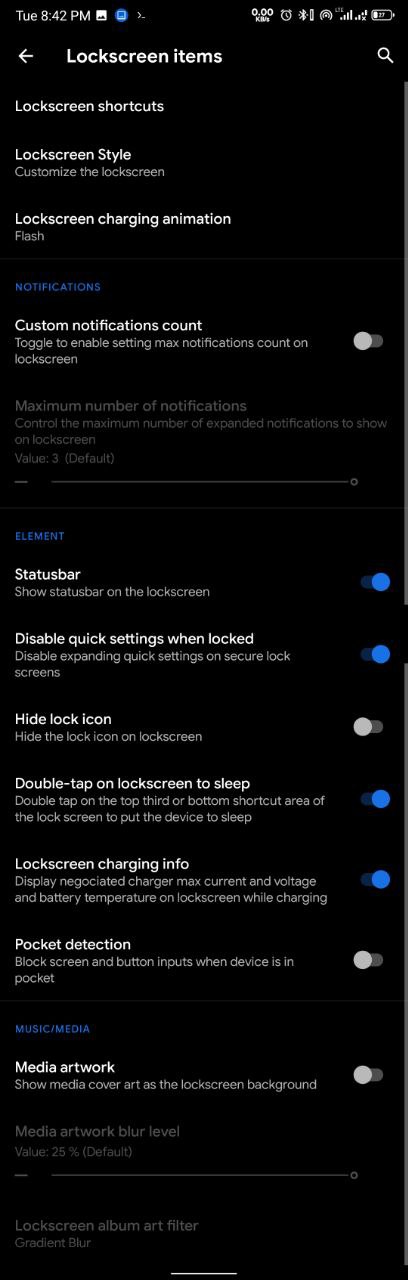 Tue 8:42 PM
0.00
KB/s
LTE
27
Lockscreen items
Lockscreen shortcuts
Lockscreen Style
Customize the lockscreen
Lockscreen charging animation
Flash
NOTIFICATIONS
Custom notifications count
Toggle to enable setting max notifications count on
lockscreen
Maximum number of notifications
Control the maximum number of expanded notifications to show
on lockscreen
Value: 3 (Default)
ELEMENT
Statusbar
Show statusbar on the lockscreen
Disable quick settings when locked
Disable expanding quick settings on secure lock
screens
Hide lock icon
Hide the lock icon on lockscreen
Double-tap on lockscreen to sleep
Double tap on the top third or bottom shortcut area of
the lock screen to put the device to sleep
Lockscreen charging info
Display negociated charger max current and voltage
and battery temperature on lockscreen while charging
Pocket detection
Block screen and button inputs when device is in
pocket
MUSIC/MEDIA
Media artwork
Show media cover art as the lockscreen background
Media artwork blur level
Value: 25 % (Default)
Lockscreen album art filter
Gradient Blur